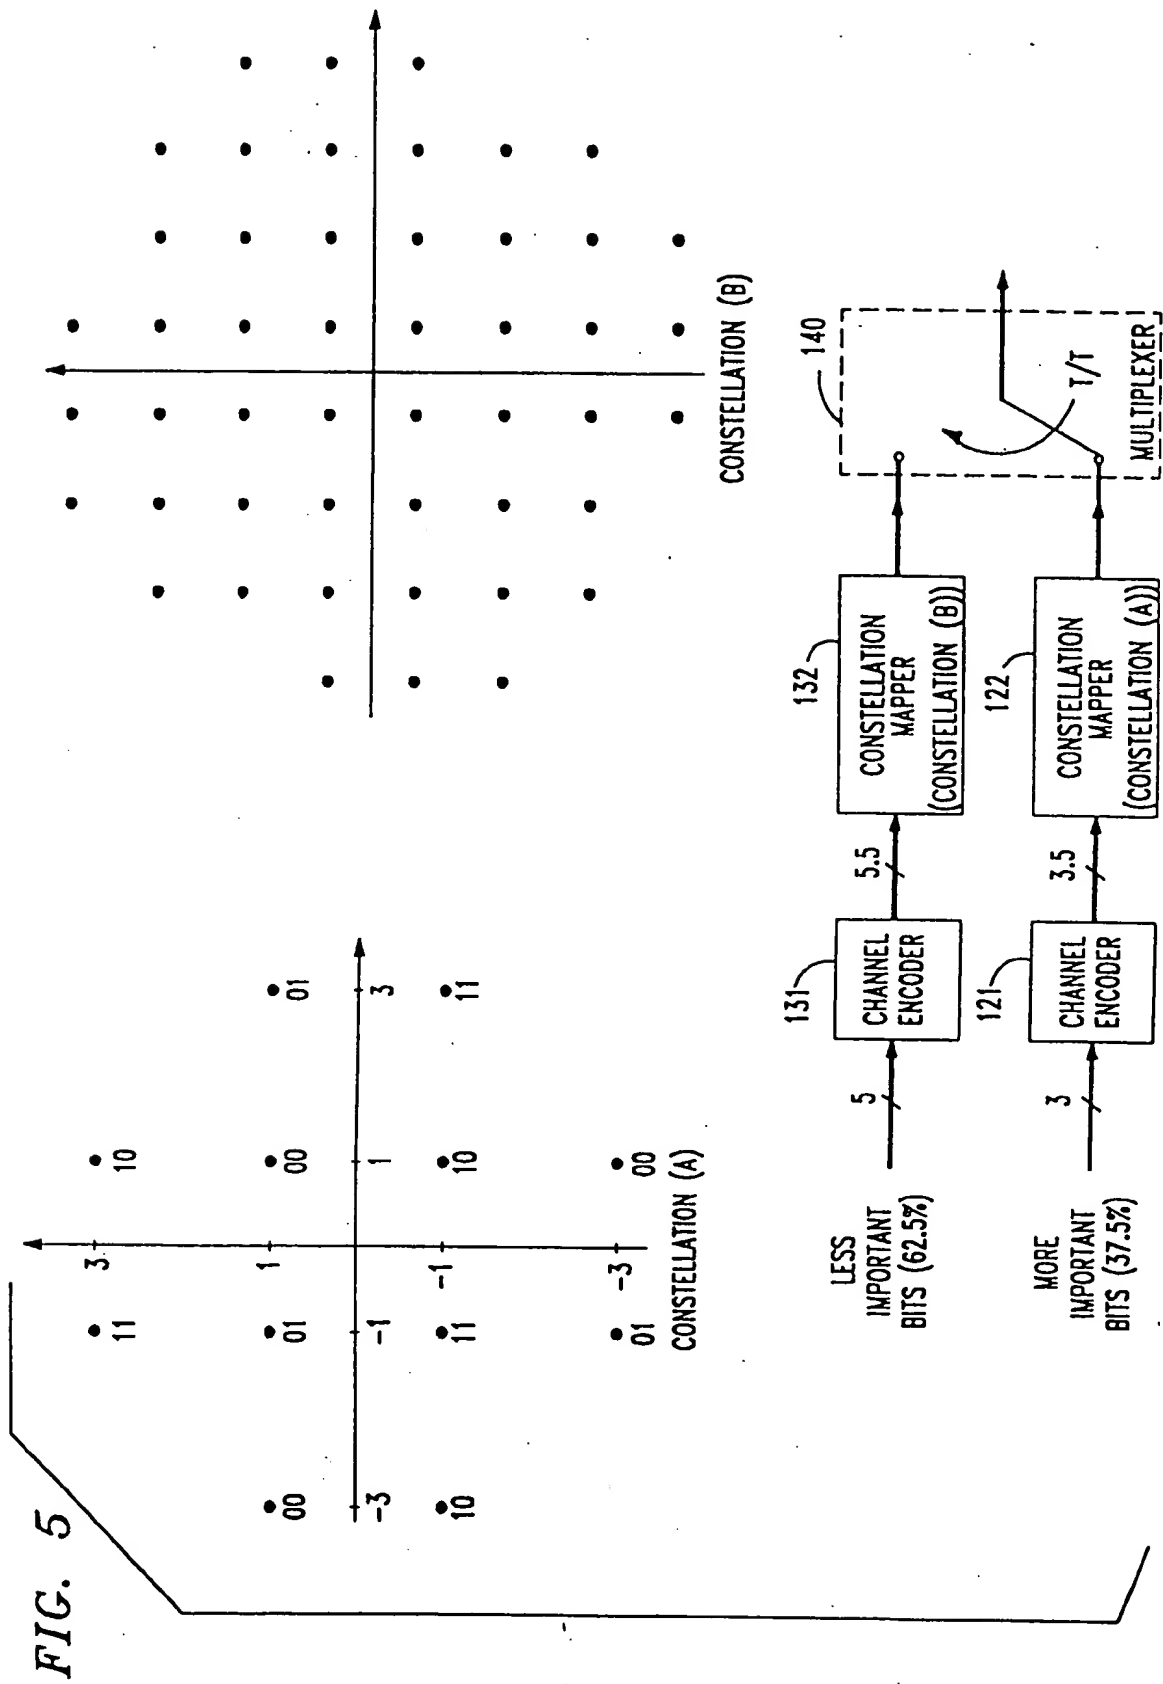 FIG. 5
3
1
-1
-3
-3
-1
1
3
11
10
00
01
00
01
10
11
10
11
01
00
CONSTELLATION (A)
CONSTELLATION (B)
LESS
IMPORTANT
BITS (62.5%)
5
131
CHANNEL
ENCODER
5.5
132
CONSTELLATION
MAPPER
(CONSTELLATION (B))
MORE
IMPORTANT
BITS (37.5%)
3
121
CHANNEL
ENCODER
3.5
122
CONSTELLATION
MAPPER
(CONSTELLATION (A))
140
T/T
MULTIPLEXER